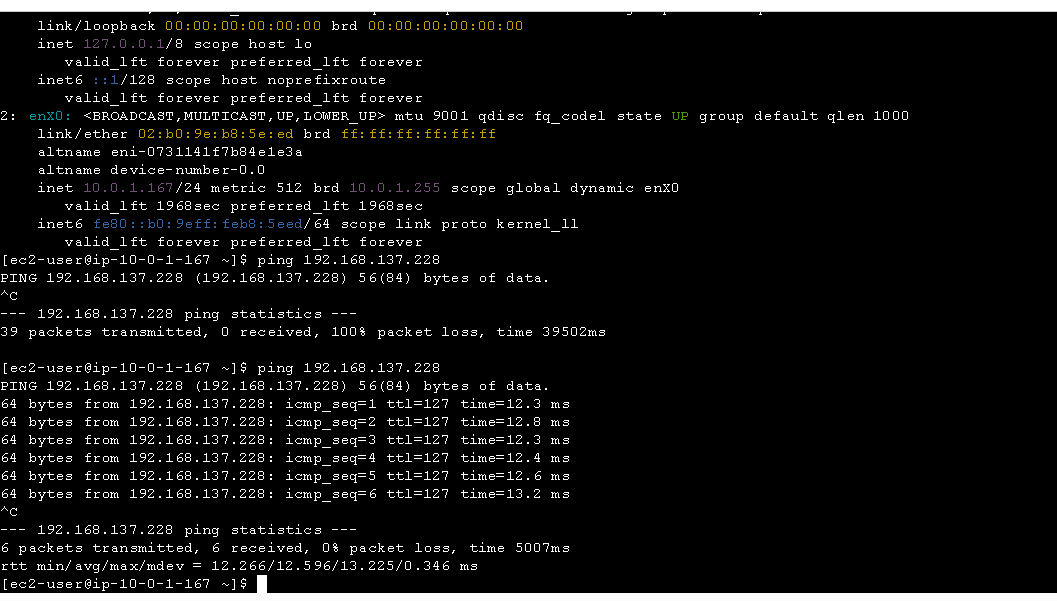 link/loopback 00:00:00:00:00:00 brd 00:00:00:00:00:00
inet 127.0.0.1/8 scope host lo
valid_lft forever preferred_lft forever
inet6 ::1/128 scope host noprefixroute
valid_lft forever preferred_lft forever
2: enX0: <BROADCAST,MULTICAST,UP,LOWER_UP> mtu 9001 qdisc fq_codel state UP group default qlen 1000
link/ether 02:b0:9e:b8:5e:ed brd ff:ff:ff:ff:ff:ff
altname eni-0731141f7b84e1e3a
altname device-number-0.0
inet 10.0.1.167/24 metric 512 brd 10.0.1.255 scope global dynamic enX0
valid_lft 1968sec preferred_lft 1968sec
inet6 fe80::b0:9eff:feb8:5eed/64 scope link proto kernel_ll
valid_lft forever preferred_lft forever
[ec2-user@ip-10-0-1-167 ~]$ ping 192.168.137.228
PING 192.168.137.228 (192.168.137.228) 56(84) bytes of data.
^C
--- 192.168.137.228 ping statistics ---
39 packets transmitted, 0 received, 100% packet loss, time 39502ms
[ec2-user@ip-10-0-1-167 ~]$ ping 192.168.137.228
PING 192.168.137.228 (192.168.137.228) 56(84) bytes of data.
64 bytes from 192.168.137.228: icmp_seq=1 ttl=127 time=12.3 ms
64 bytes from 192.168.137.228: icmp_seq=2 ttl=127 time=12.8 ms
64 bytes from 192.168.137.228: icmp_seq=3 ttl=127 time=12.3 ms
64 bytes from 192.168.137.228: icmp_seq=4 ttl=127 time=12.4 ms
64 bytes from 192.168.137.228: icmp_seq=5 ttl=127 time=12.6 ms
64 bytes from 192.168.137.228: icmp_seq=6 ttl=127 time=13.2 ms
^C
--- 192.168.137.228 ping statistics ---
6 packets transmitted, 6 received, 0% packet loss, time 5007ms
rtt min/avg/max/mdev = 12.266/12.596/13.225/0.346 ms
[ec2-user@ip-10-0-1-167 ~]$